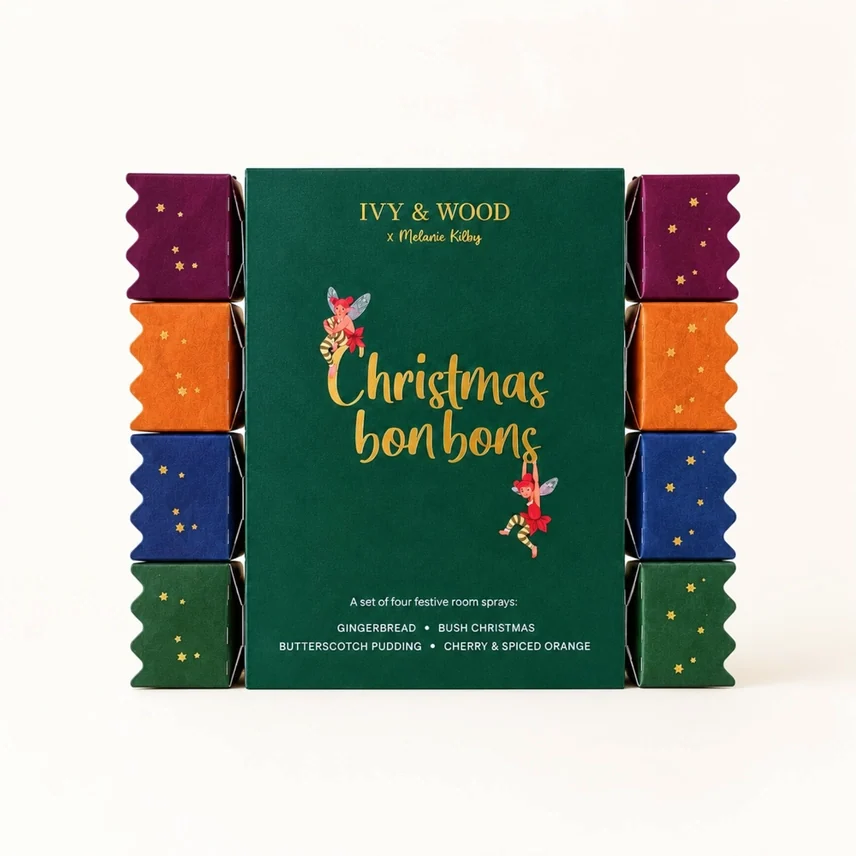 IVY & WOOD
x Melanie Kilby
Christmas
bon bons
A set of four festive room sprays:
GINGERBREAD • BUSH CHRISTMAS
BUTTERSCOTCH PUDDING • CHERRY & SPICED ORANGE